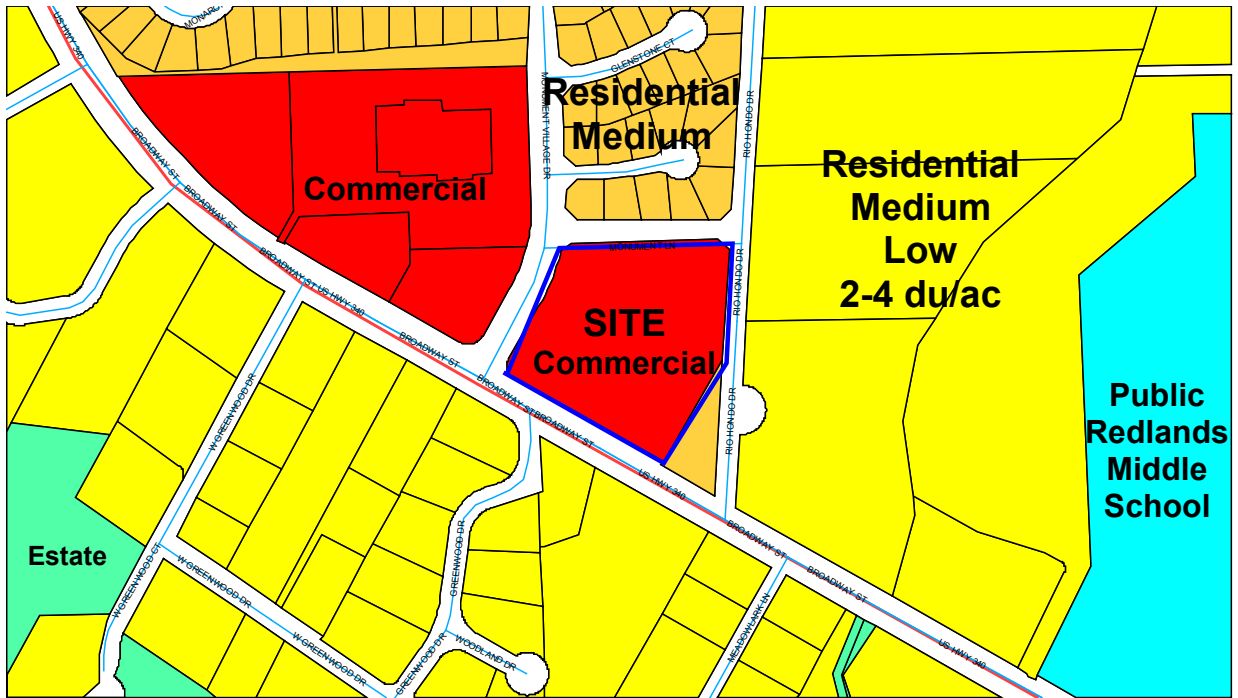 MONAR
US HWY 340
GLENSTONE CT
MONUMENT VILLAGE DR
Residential
Medium
RIO HONDO DR
BROADWAY ST
BROADWAY ST
Commercial
Residential
Medium
Low
2-4 du/ac
BROADWAY ST
BROADWAY ST US HWY 340
MONUMENT LN
RIO HONDO DR
SITE
Commercial
BROADWAY ST
BROADWAY ST BROADWAY ST
RIO HONDO DR
Public
Redlands
Middle
School
W GREENWOOD DR
US HWY 340
BROADWAY ST
BROADWAY ST
US HWY 340
Estate
W GREENWOOD CT
W GREENWOOD DR
W GREENWOOD DR
GREENWOOD DR
GREENWOOD DR
WOODLAND DR
MEADOWLARK LN